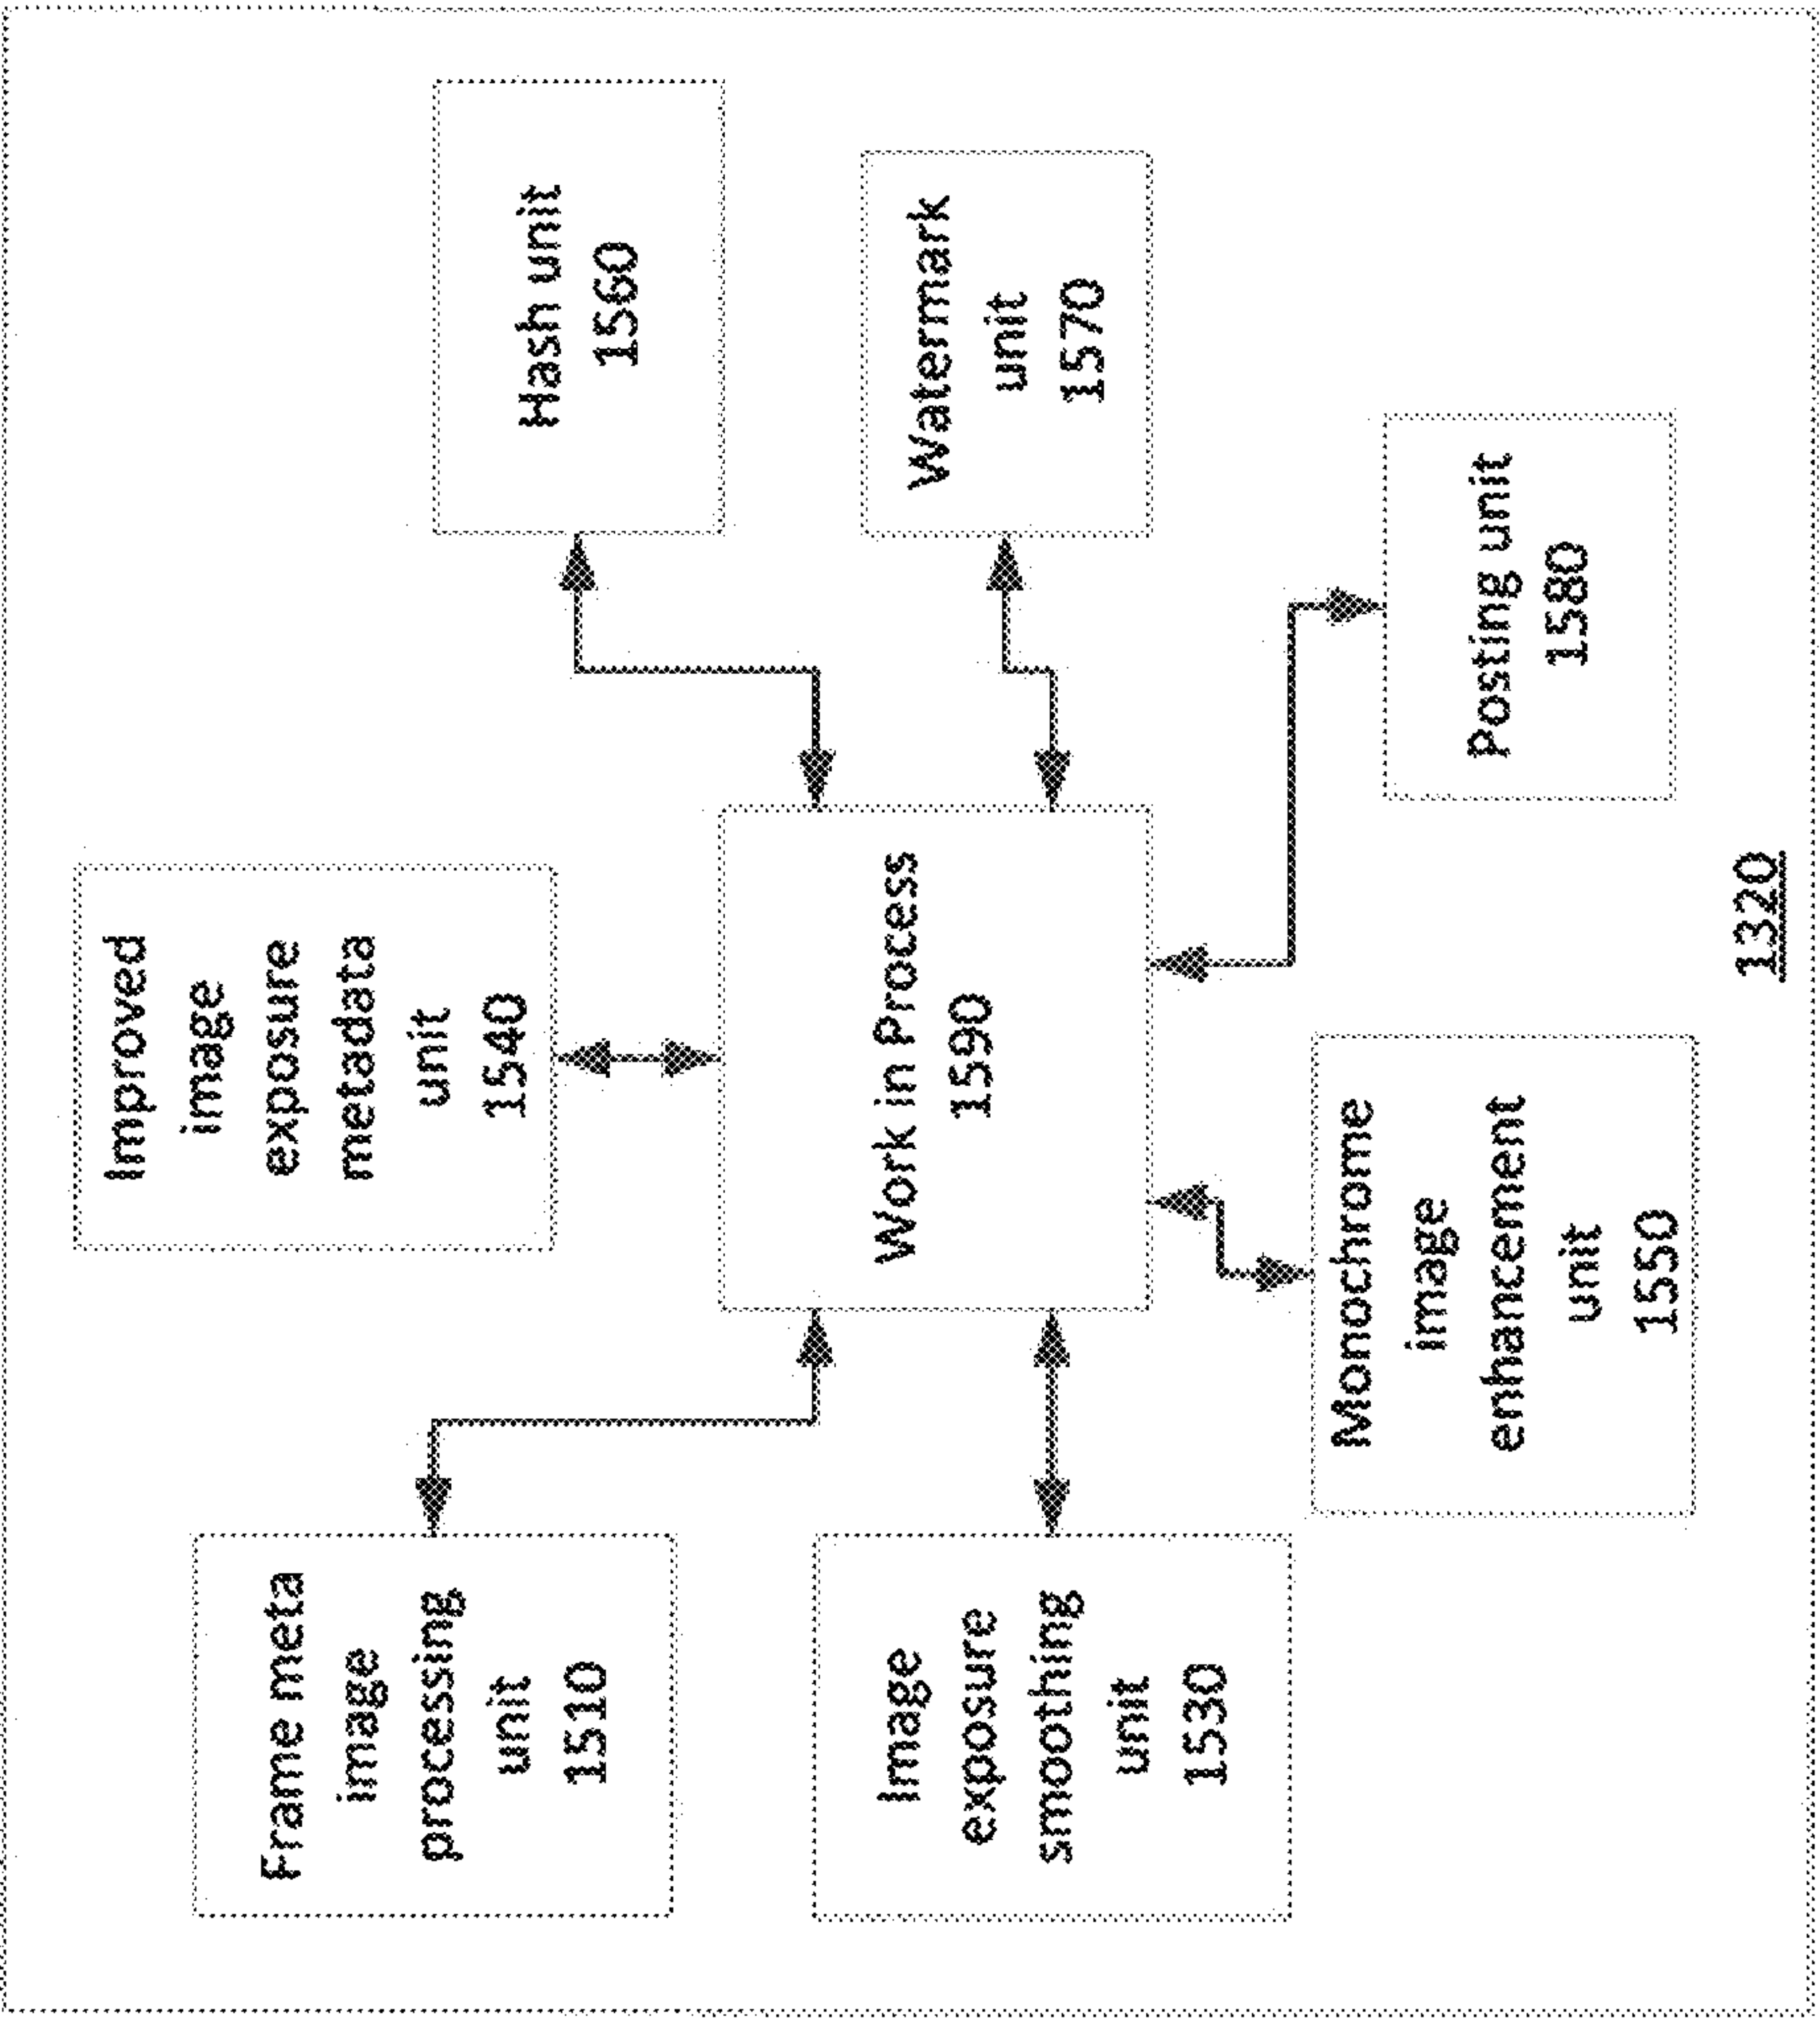 Frame meta
image
processing
unit
1510
Improved
image
exposure
metadata
unit
1540
Hash unit
1560
Image
exposure
smoothing
unit
1530
Work in Process
1590
Watermark
unit
1570
Monochrome
image
enhancement
unit
1550
Posting unit
1580
1320